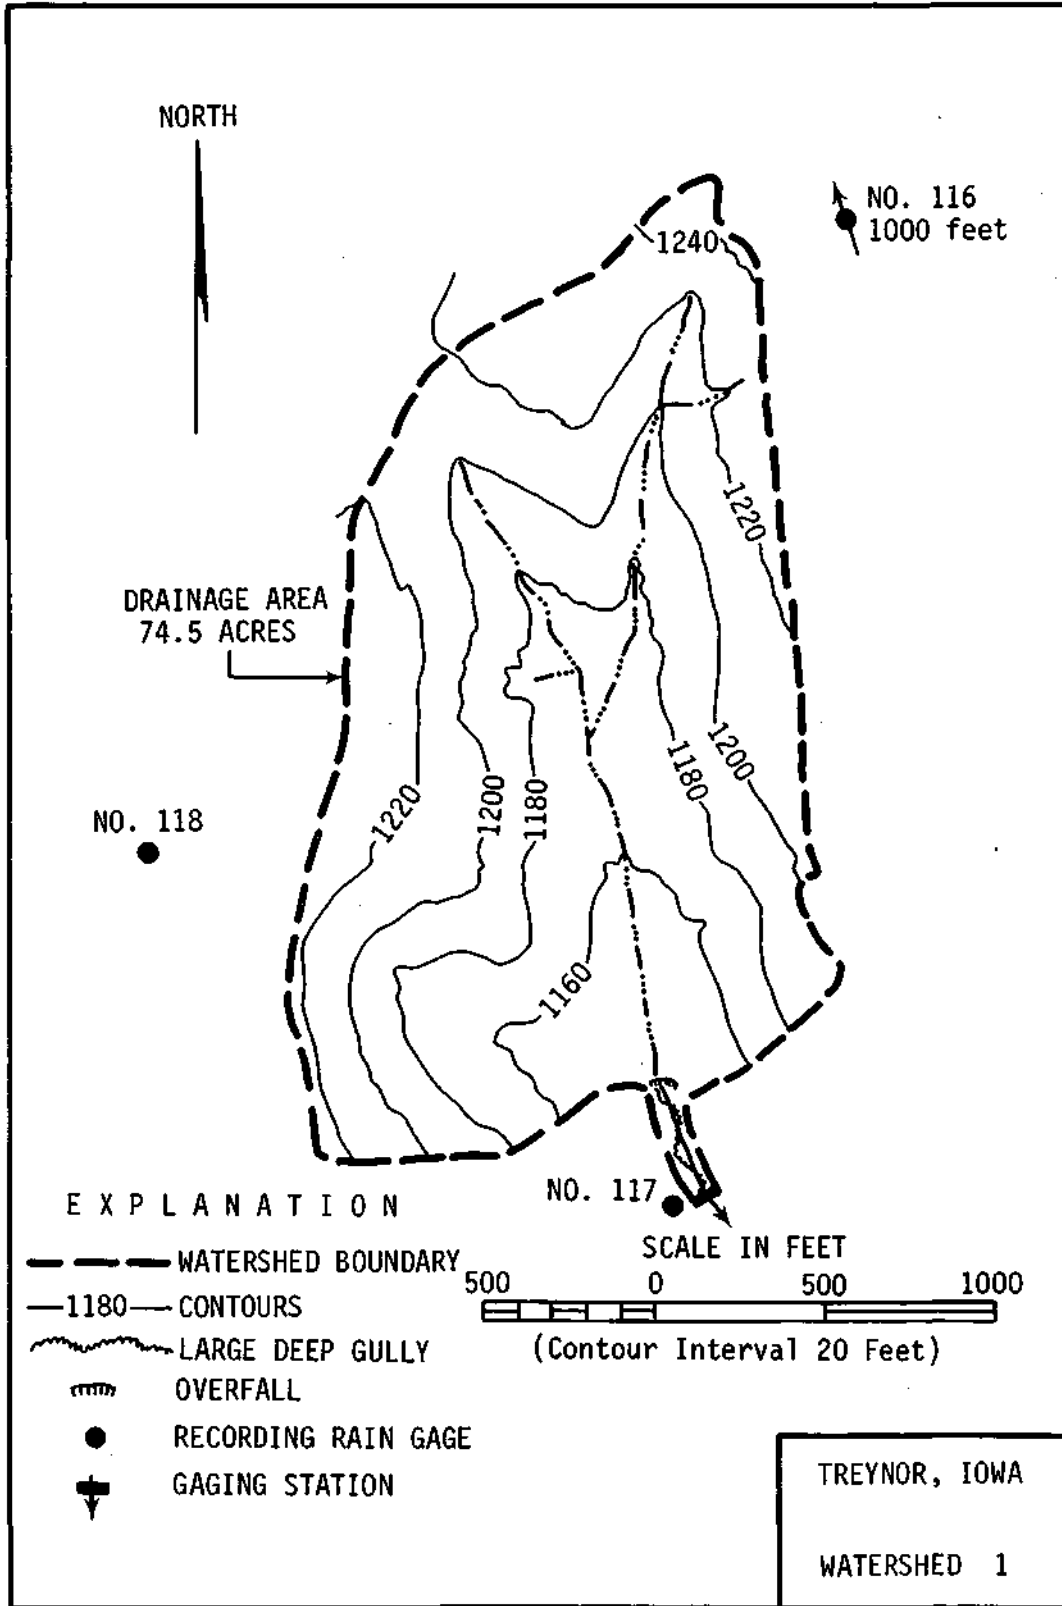 NORTH
NO. 116
1000 feet
1240
1220
DRAINAGE AREA
74.5 ACRES
1200
1180
1220
1200
1180
NO. 118
1160
NO. 117
EXPLANATION
WATERSHED BOUNDARY
1180 CONTOURS
LARGE DEEP GULLY
OVERFALL
RECORDING RAIN GAGE
GAGING STATION
SCALE IN FEET
500 0 500 1000
(Contour Interval 20 Feet)
TREYNOR, IOWA
WATERSHED 1